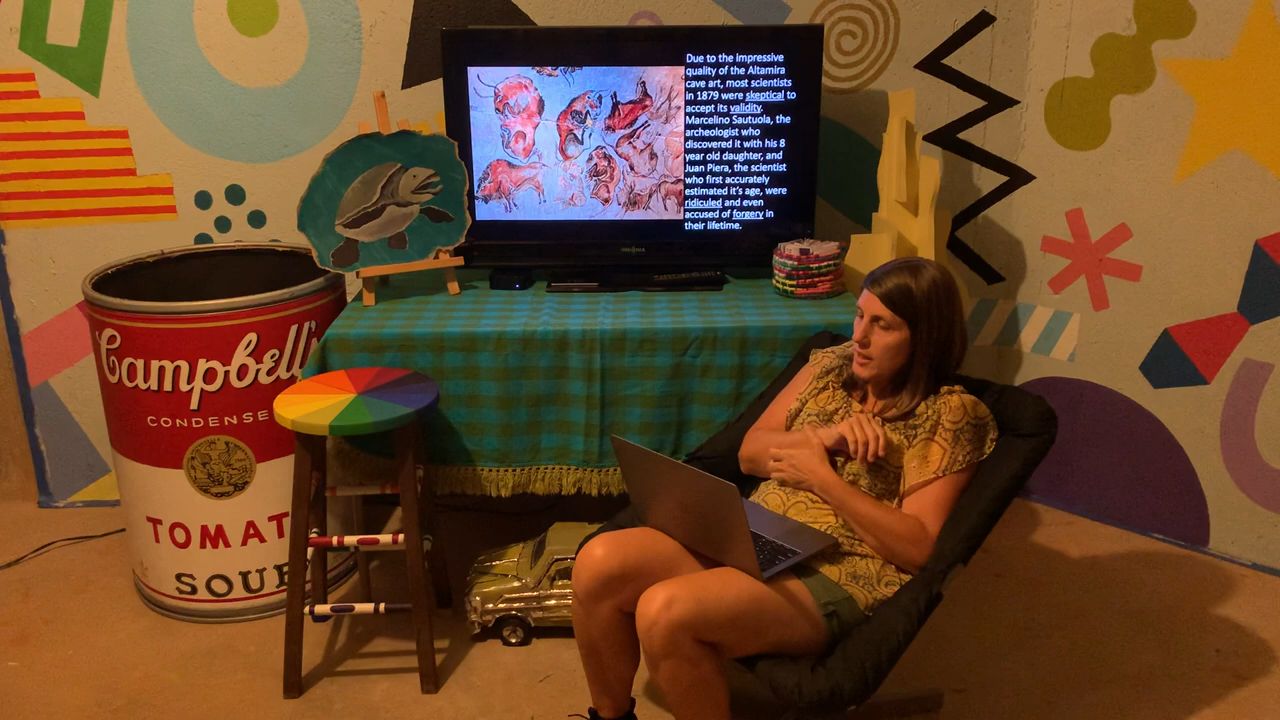 Due to the impressive
quality of the Altamira
cave art, most scientists
in 1879 were skeptical to
accept its validity.
Marcelino Sautuola, the
archeologist who
discovered it with his 8
year old daughter, and
Juan Piera, the scientist
who first accurately
estimated it's age, were
ridiculed and even
accused of forgery in
their lifetime.
Campbell's
CONDENSE
TOMAT
SOUP